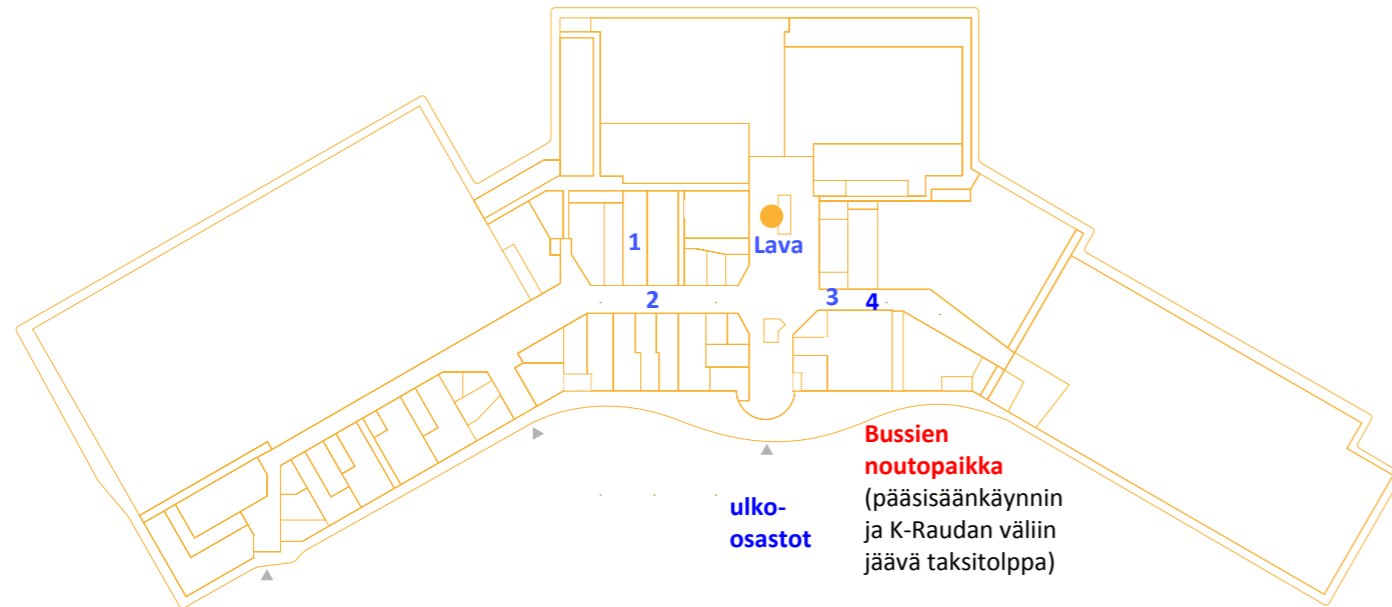 1
Lava
2
3
4
ulko-
osastot
Bussien
noutopaikka
(pääsisäänkäynnin
ja K-Raudan väliin
jäävä taksitolppa)